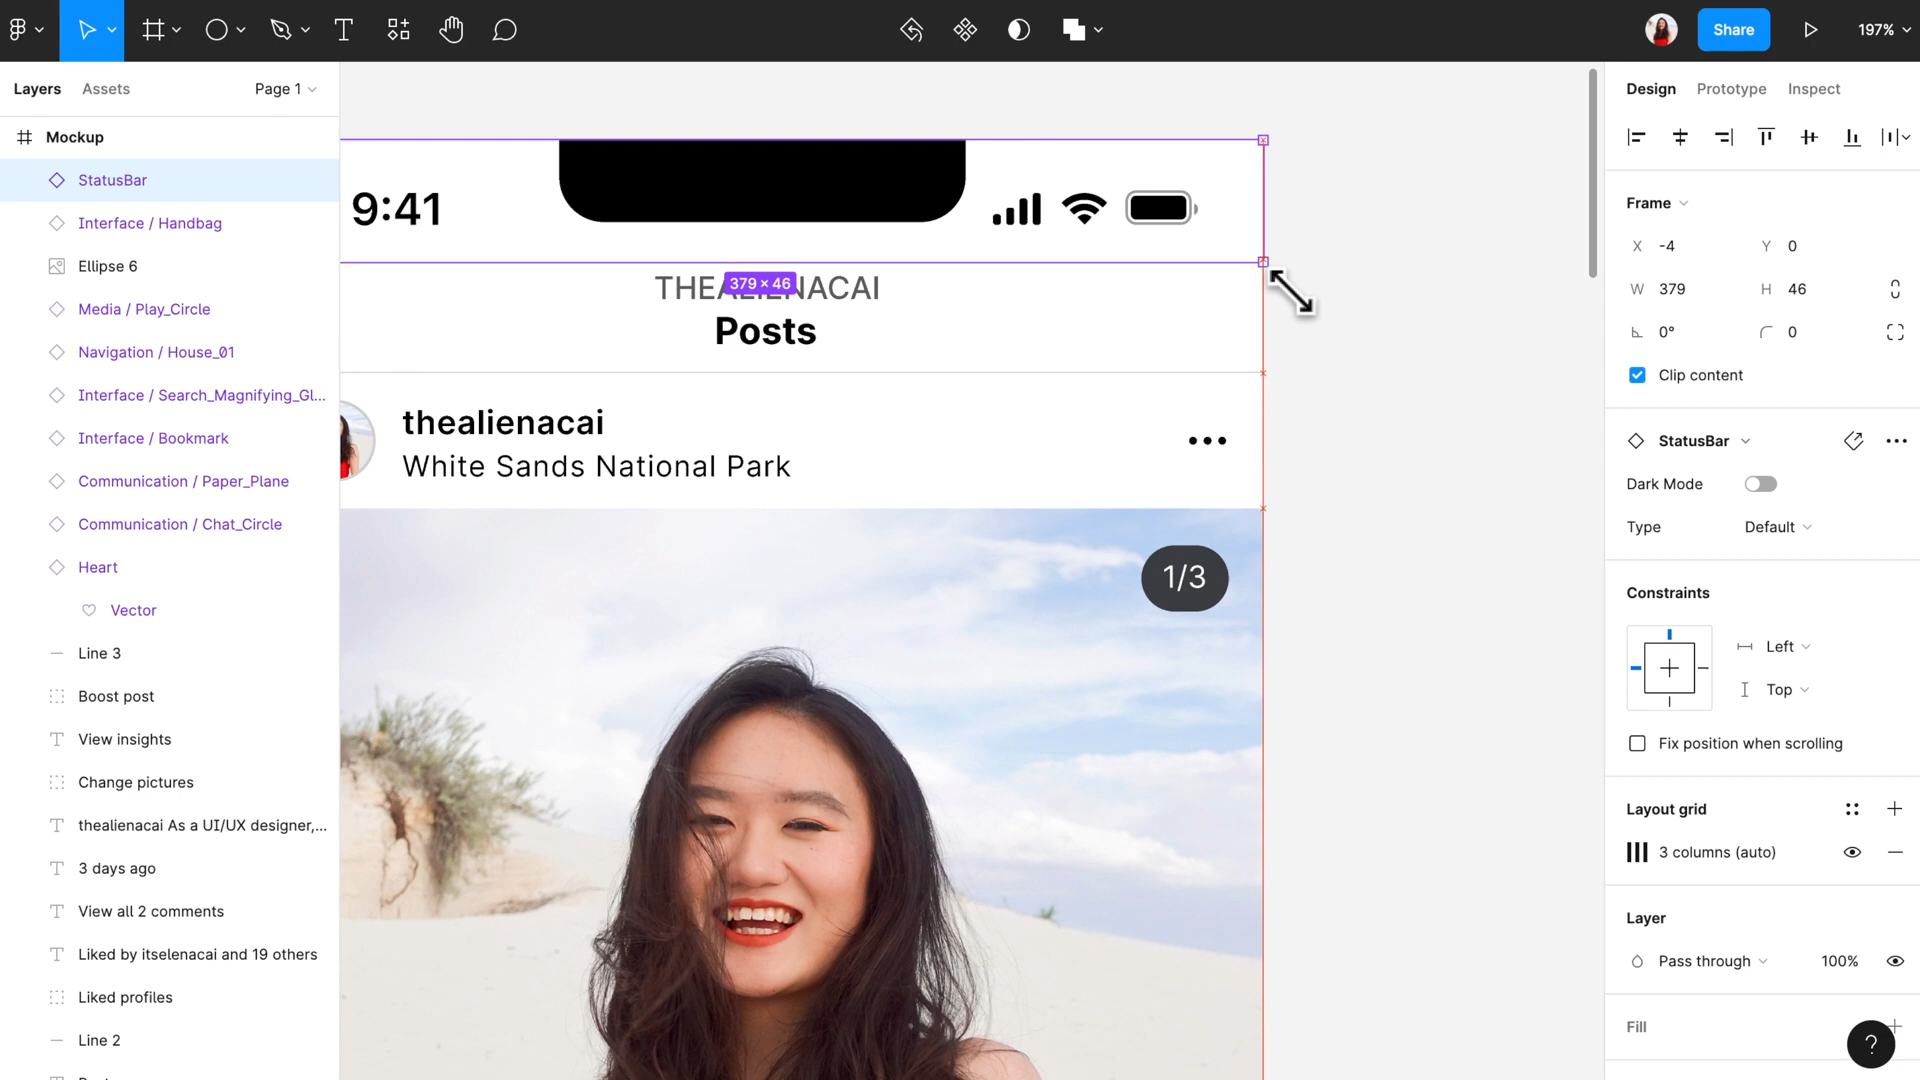 Share
197%
Layers
Assets
Page 1
Mockup
StatusBar
Interface / Handbag
Ellipse 6
Media / Play_Circle
Navigation / House_01
Interface / Search_Magnifying_Gl...
Interface / Bookmark
Communication / Paper_Plane
Communication / Chat_Circle
Heart
Vector
Line 3
Boost post
View insights
Change pictures
thealienacai As a UI/UX designer,...
3 days ago
View all 2 comments
Liked by itselenacai and 19 others
Liked profiles
Line 2
9:41
379 × 46
Posts
thealienacai
White Sands National Park
1/3
Design
Prototype
Inspect
Frame
X -4
Y 0
W 379
H 46
0°
0
Clip content
StatusBar
Dark Mode
Type
Default
Constraints
Left
Top
Fix position when scrolling
Layout grid
3 columns (auto)
Layer
Pass through
100%
Fill
?